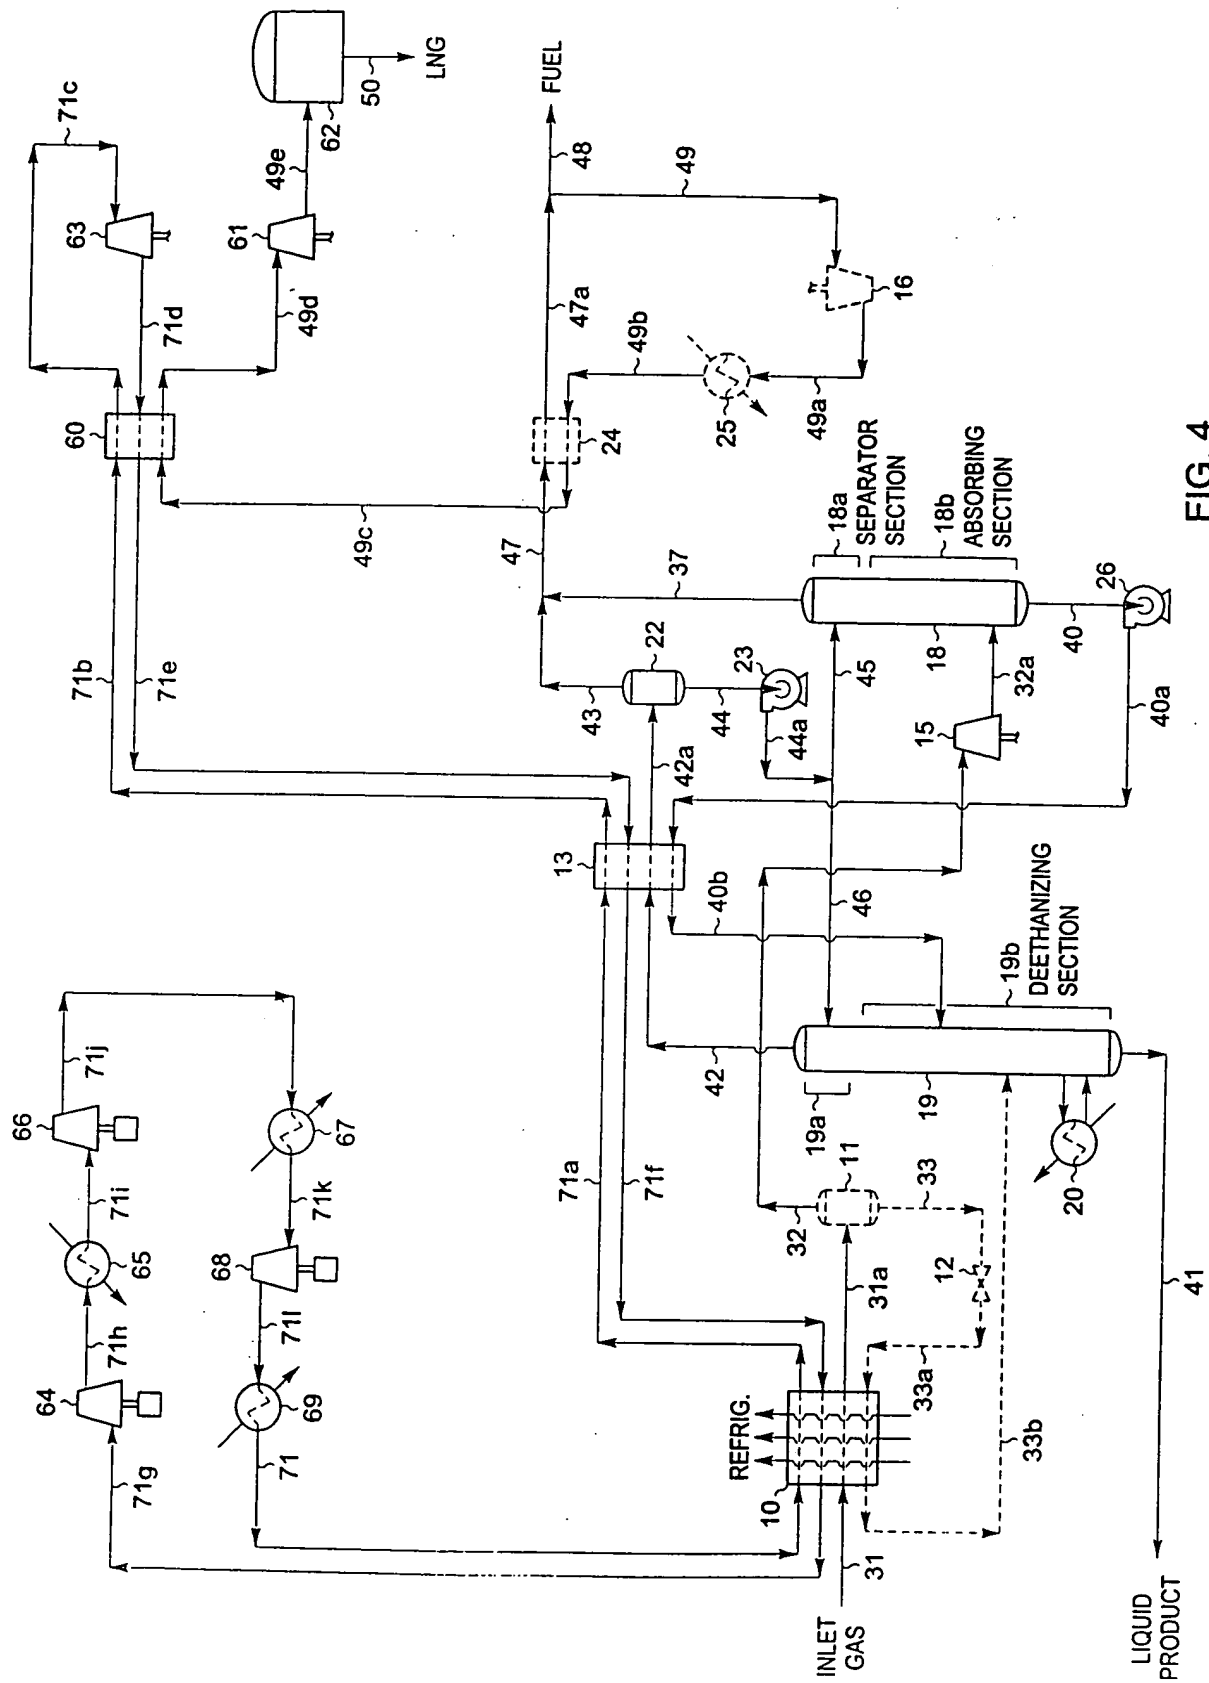 71c
63
71d
60
71b
71e
49c
49d
61
49e
62
50
LNG
FUEL
48
49
47a
49b
24
25
16
49a
47
37
43
22
44
23
44a
42a
13
45
18a
SEPARATOR
SECTION
18b
ABSORBING
SECTION
18
32a
15
40
26
40a
40b
46
42
19a
19
19b
DEETHANIZING
SECTION
20
41
LIQUID
PRODUCT
11
32
33
12
31a
33a
33b
REFRIG.
10
31
INLET
GAS
71a
71f
66
71j
67
71i
65
71k
68
71h
64
71l
69
71g
71
FIG. 4